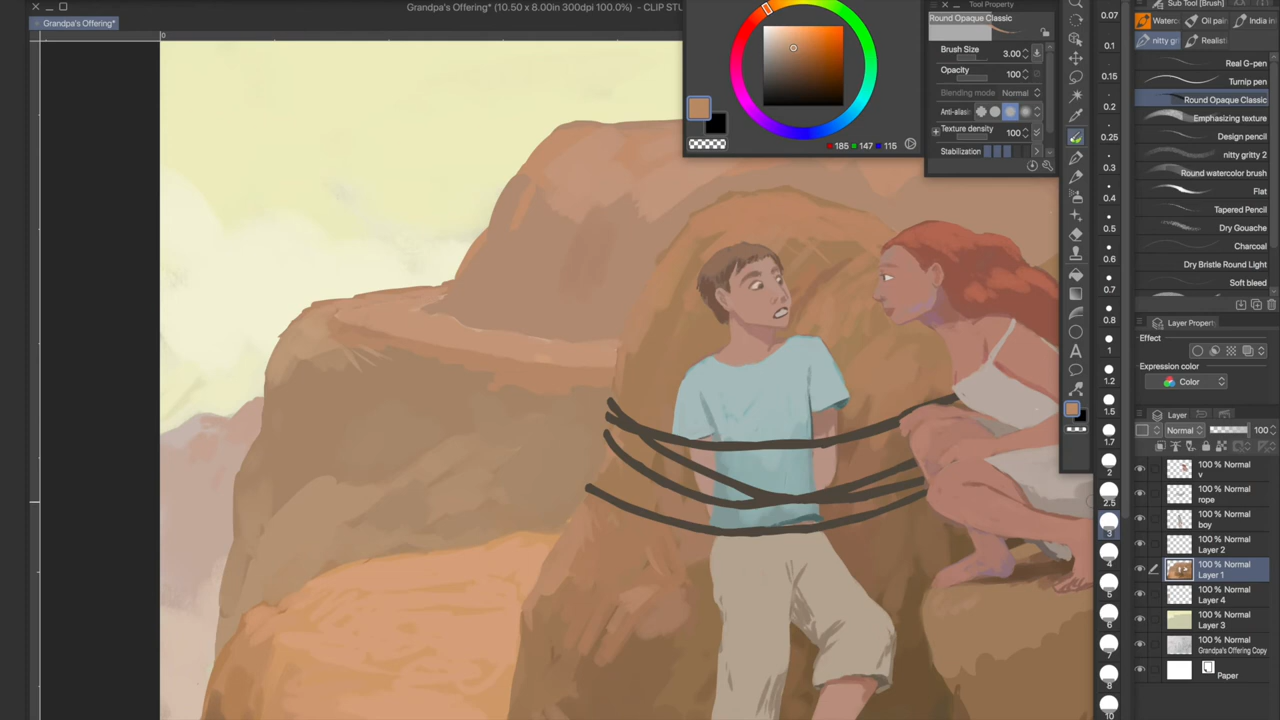 Grandpa's Offering* (10.50 x 8.00in 300dpi 100.0%) - CLIP STU
Grandpa's Offering*
0
185 147 115
Tool Property
Round Opaque Classic
Brush Size 3.00
Opacity 100
Blending mode Normal
Anti-alias
Texture density 100
Stabilization
0.07
0.1
0.15
0.2
0.25
0.3
0.4
0.5
0.6
0.7
0.8
1
1.2
1.5
1.7
2
2.5
3
4
5
6
7
8
10
Sub Tool [Brush]
Waterc Oil pain India in
nitty grit Realist
Real G-pen
Turnip pen
Round Opaque Classic
Emphasizing texture
Design pencil
nitty gritty 2
Round watercolor brush
Flat
Tapered Pencil
Dry Gouache
Charcoal
Dry Bristle Round Light
Soft bleed
Layer Property
Effect
Expression color
Color
Layer
Normal 100
100 % Normal
v
100 % Normal
rope
100 % Normal
boy
100 % Normal
Layer 2
100 % Normal
Layer 1
100 % Normal
Layer 4
100 % Normal
Layer 3
100 % Normal
Grandpa's Offering Copy
Paper